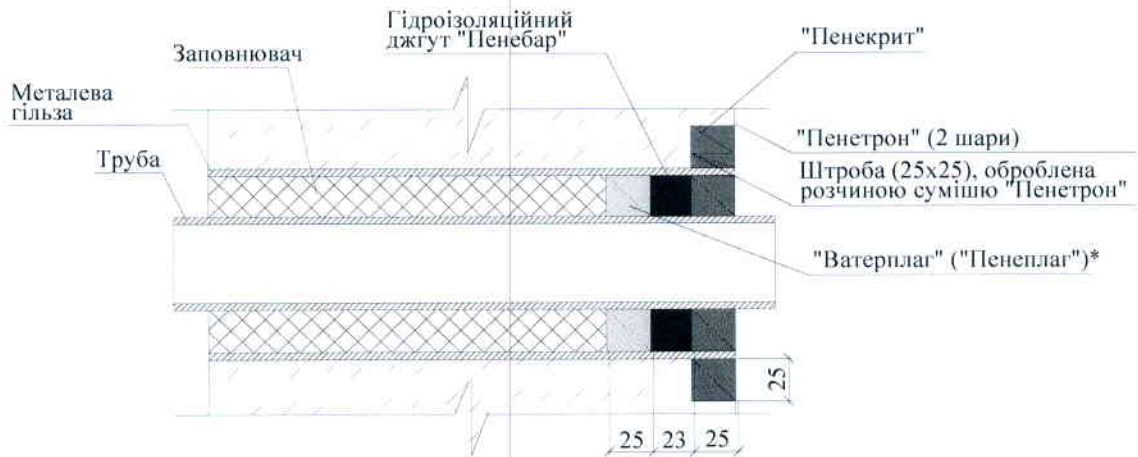 Гідроізоляційний
джгут "Пенебар"
"Пенекрит"
Заповнювач
Металева
гільза
"Пенетрон" (2 шари)
Труба
Штроба (25х25), оброблена
розчиною сумішю "Пенетрон"
"Ватерплаг" ("Пенеплаг")*
25
25
23
25